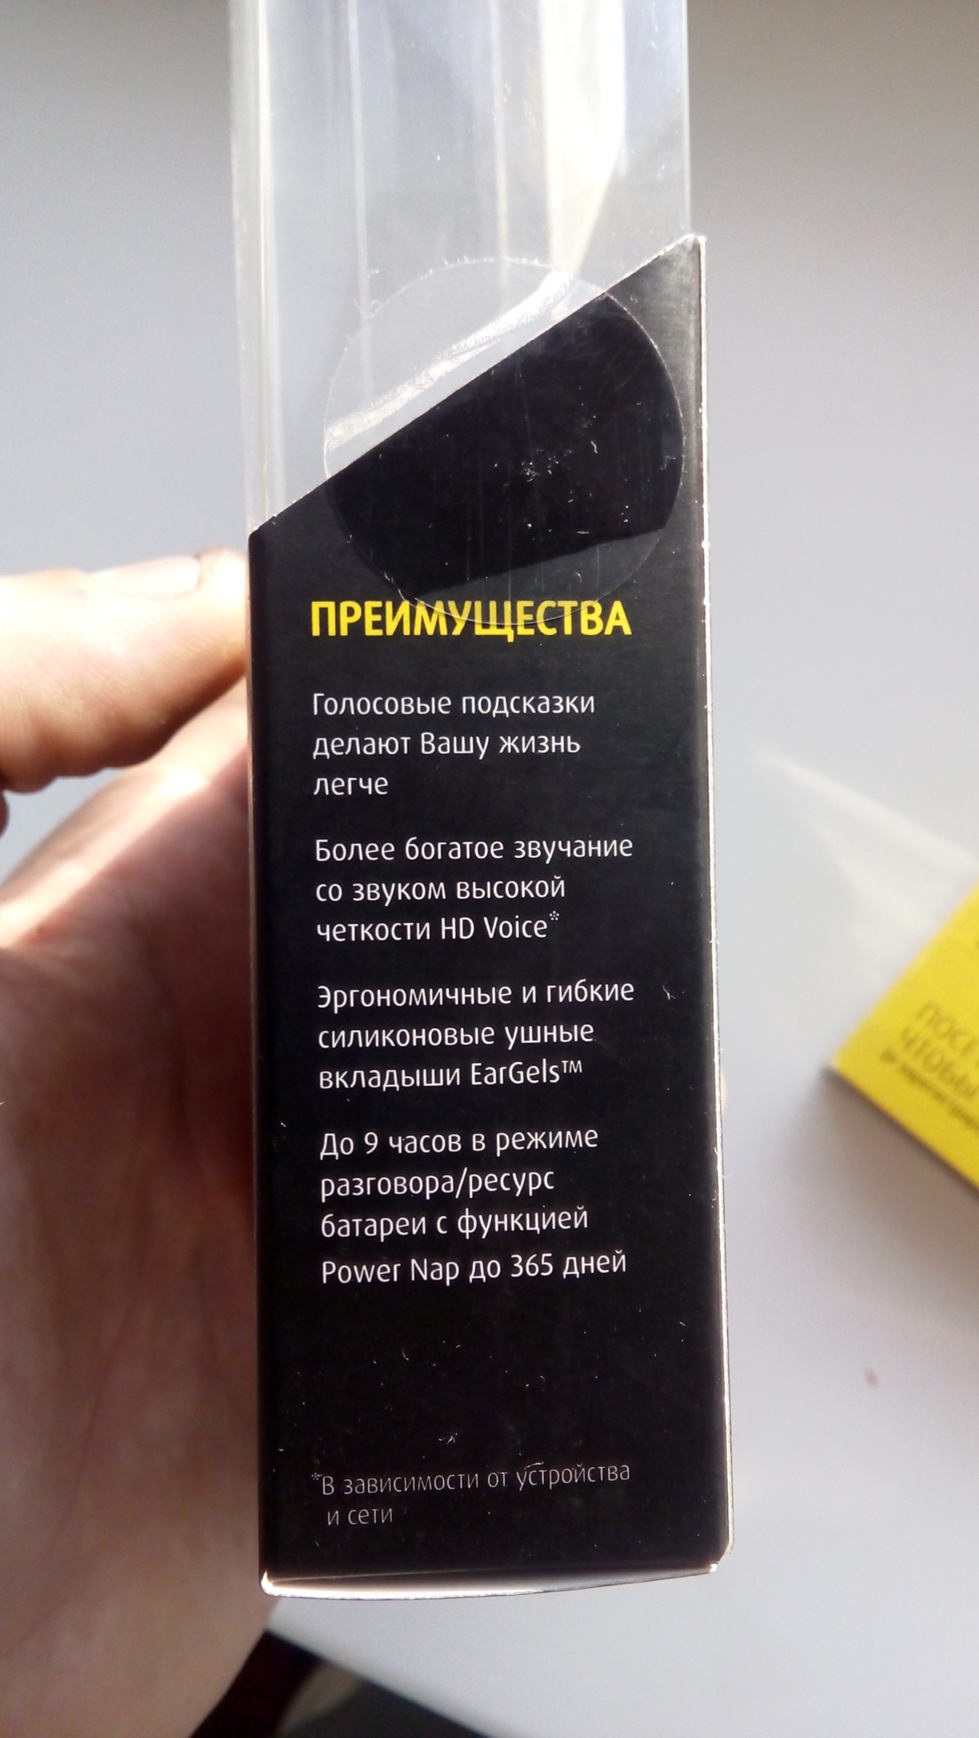 ПРЕИМУЩЕСТВА
Голосовые подсказки
делают Вашу жизнь
легче
Более богатое звучание
со звуком высокой
четкости HD Voice*
Эргономичные и гибкие
силиконовые ушные
вкладыши EarGels™
До 9 часов в режиме
разговора/ресурс
батареи с функцией
Power Nap до 365 дней
*В зависимости от устройства
и сети
ЧТОБЫ